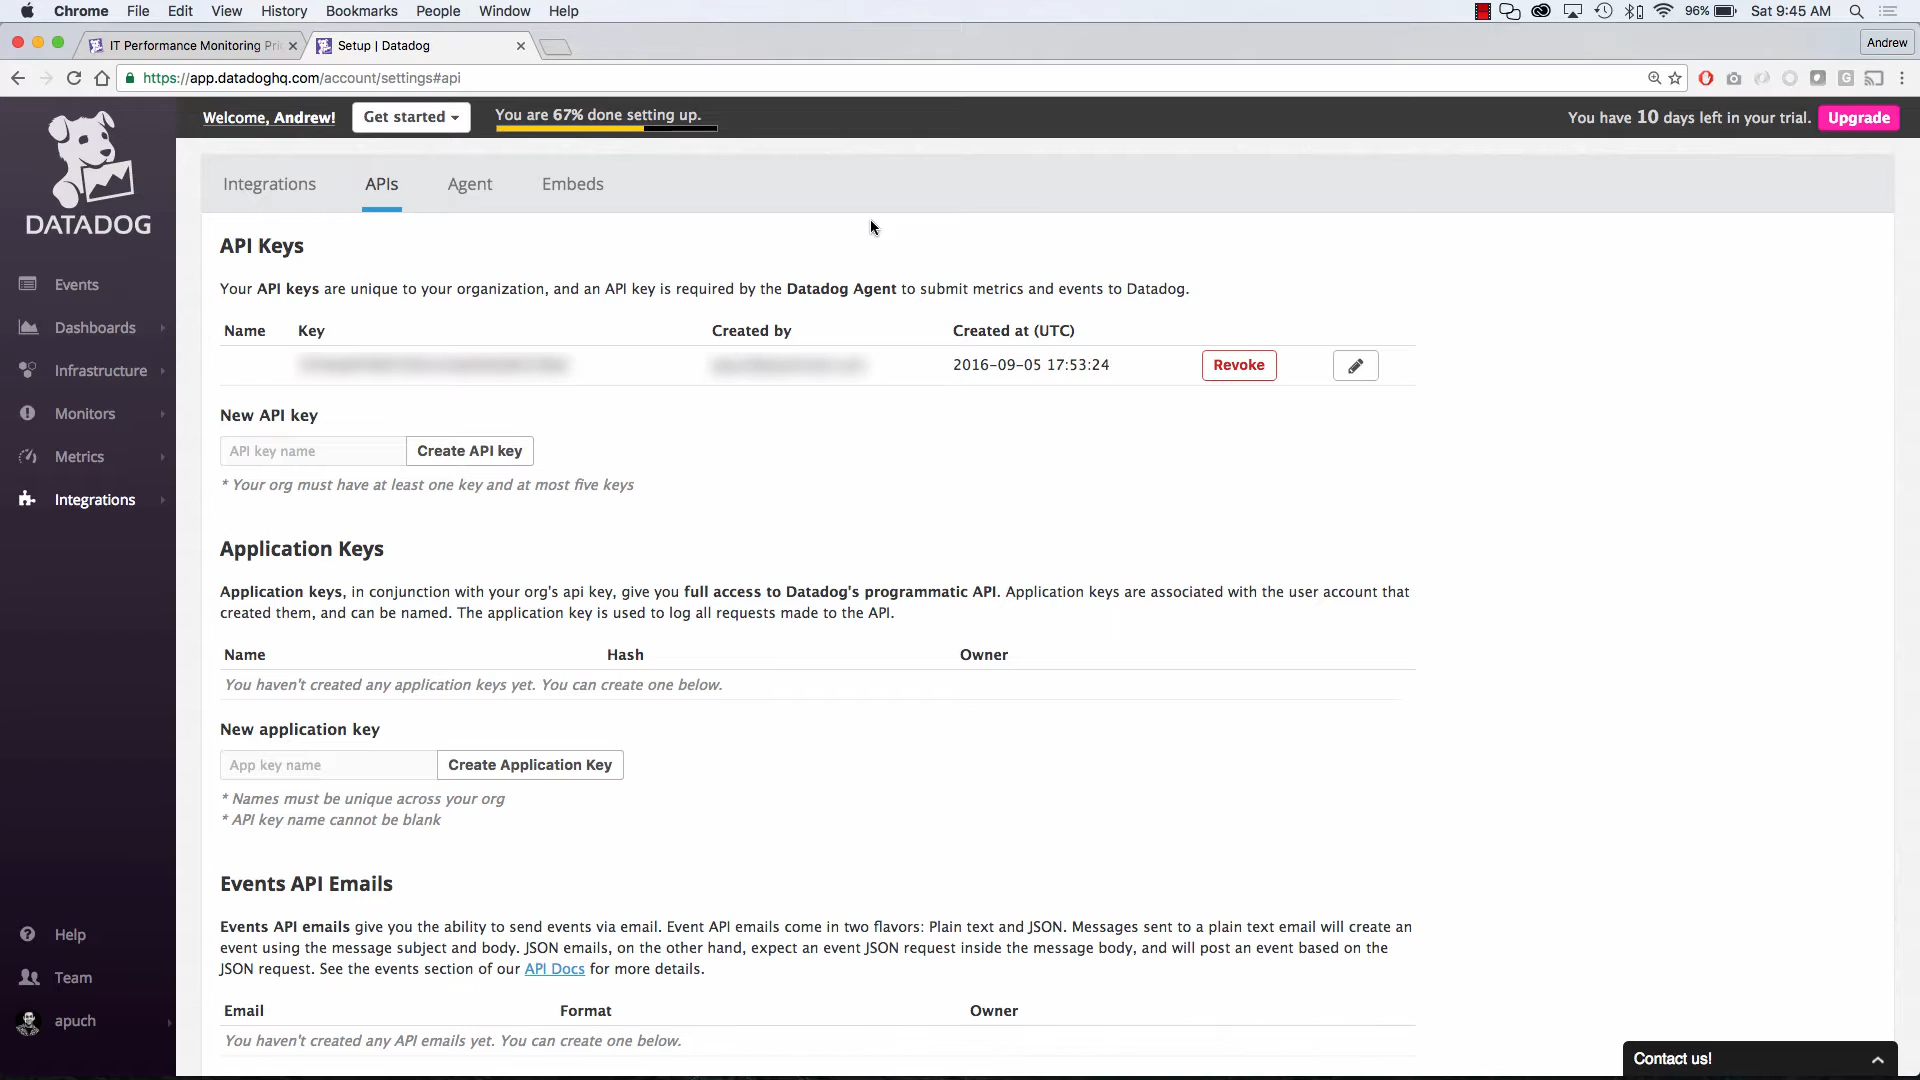 Chrome File Edit View History Bookmarks People Window Help
96% Sat 9:45 AM
IT Performance Monitoring Pri
Setup | Datadog
Andrew
https://app.datadoghq.com/account/settings#api
DATADOG
Welcome, Andrew!
Get started
You are 67% done setting up.
You have 10 days left in your trial.
Upgrade
Events
Dashboards
Infrastructure
Monitors
Metrics
Integrations
Help
Team
apuch
Integrations APIs Agent Embeds
API Keys
Your API keys are unique to your organization, and an API key is required by the Datadog Agent to submit metrics and events to Datadog.
Name Key Created by Created at (UTC)
2016-09-05 17:53:24 Revoke
New API key
API key name Create API key
* Your org must have at least one key and at most five keys
Application Keys
Application keys, in conjunction with your org's api key, give you full access to Datadog's programmatic API. Application keys are associated with the user account that
created them, and can be named. The application key is used to log all requests made to the API.
Name Hash Owner
You haven't created any application keys yet. You can create one below.
New application key
App key name Create Application Key
* Names must be unique across your org
* API key name cannot be blank
Events API Emails
Events API emails give you the ability to send events via email. Event API emails come in two flavors: Plain text and JSON. Messages sent to a plain text email will create an
event using the message subject and body. JSON emails, on the other hand, expect an event JSON request inside the message body, and will post an event based on the
JSON request. See the events section of our API Docs for more details.
Email Format Owner
You haven't created any API emails yet. You can create one below.
Contact us!